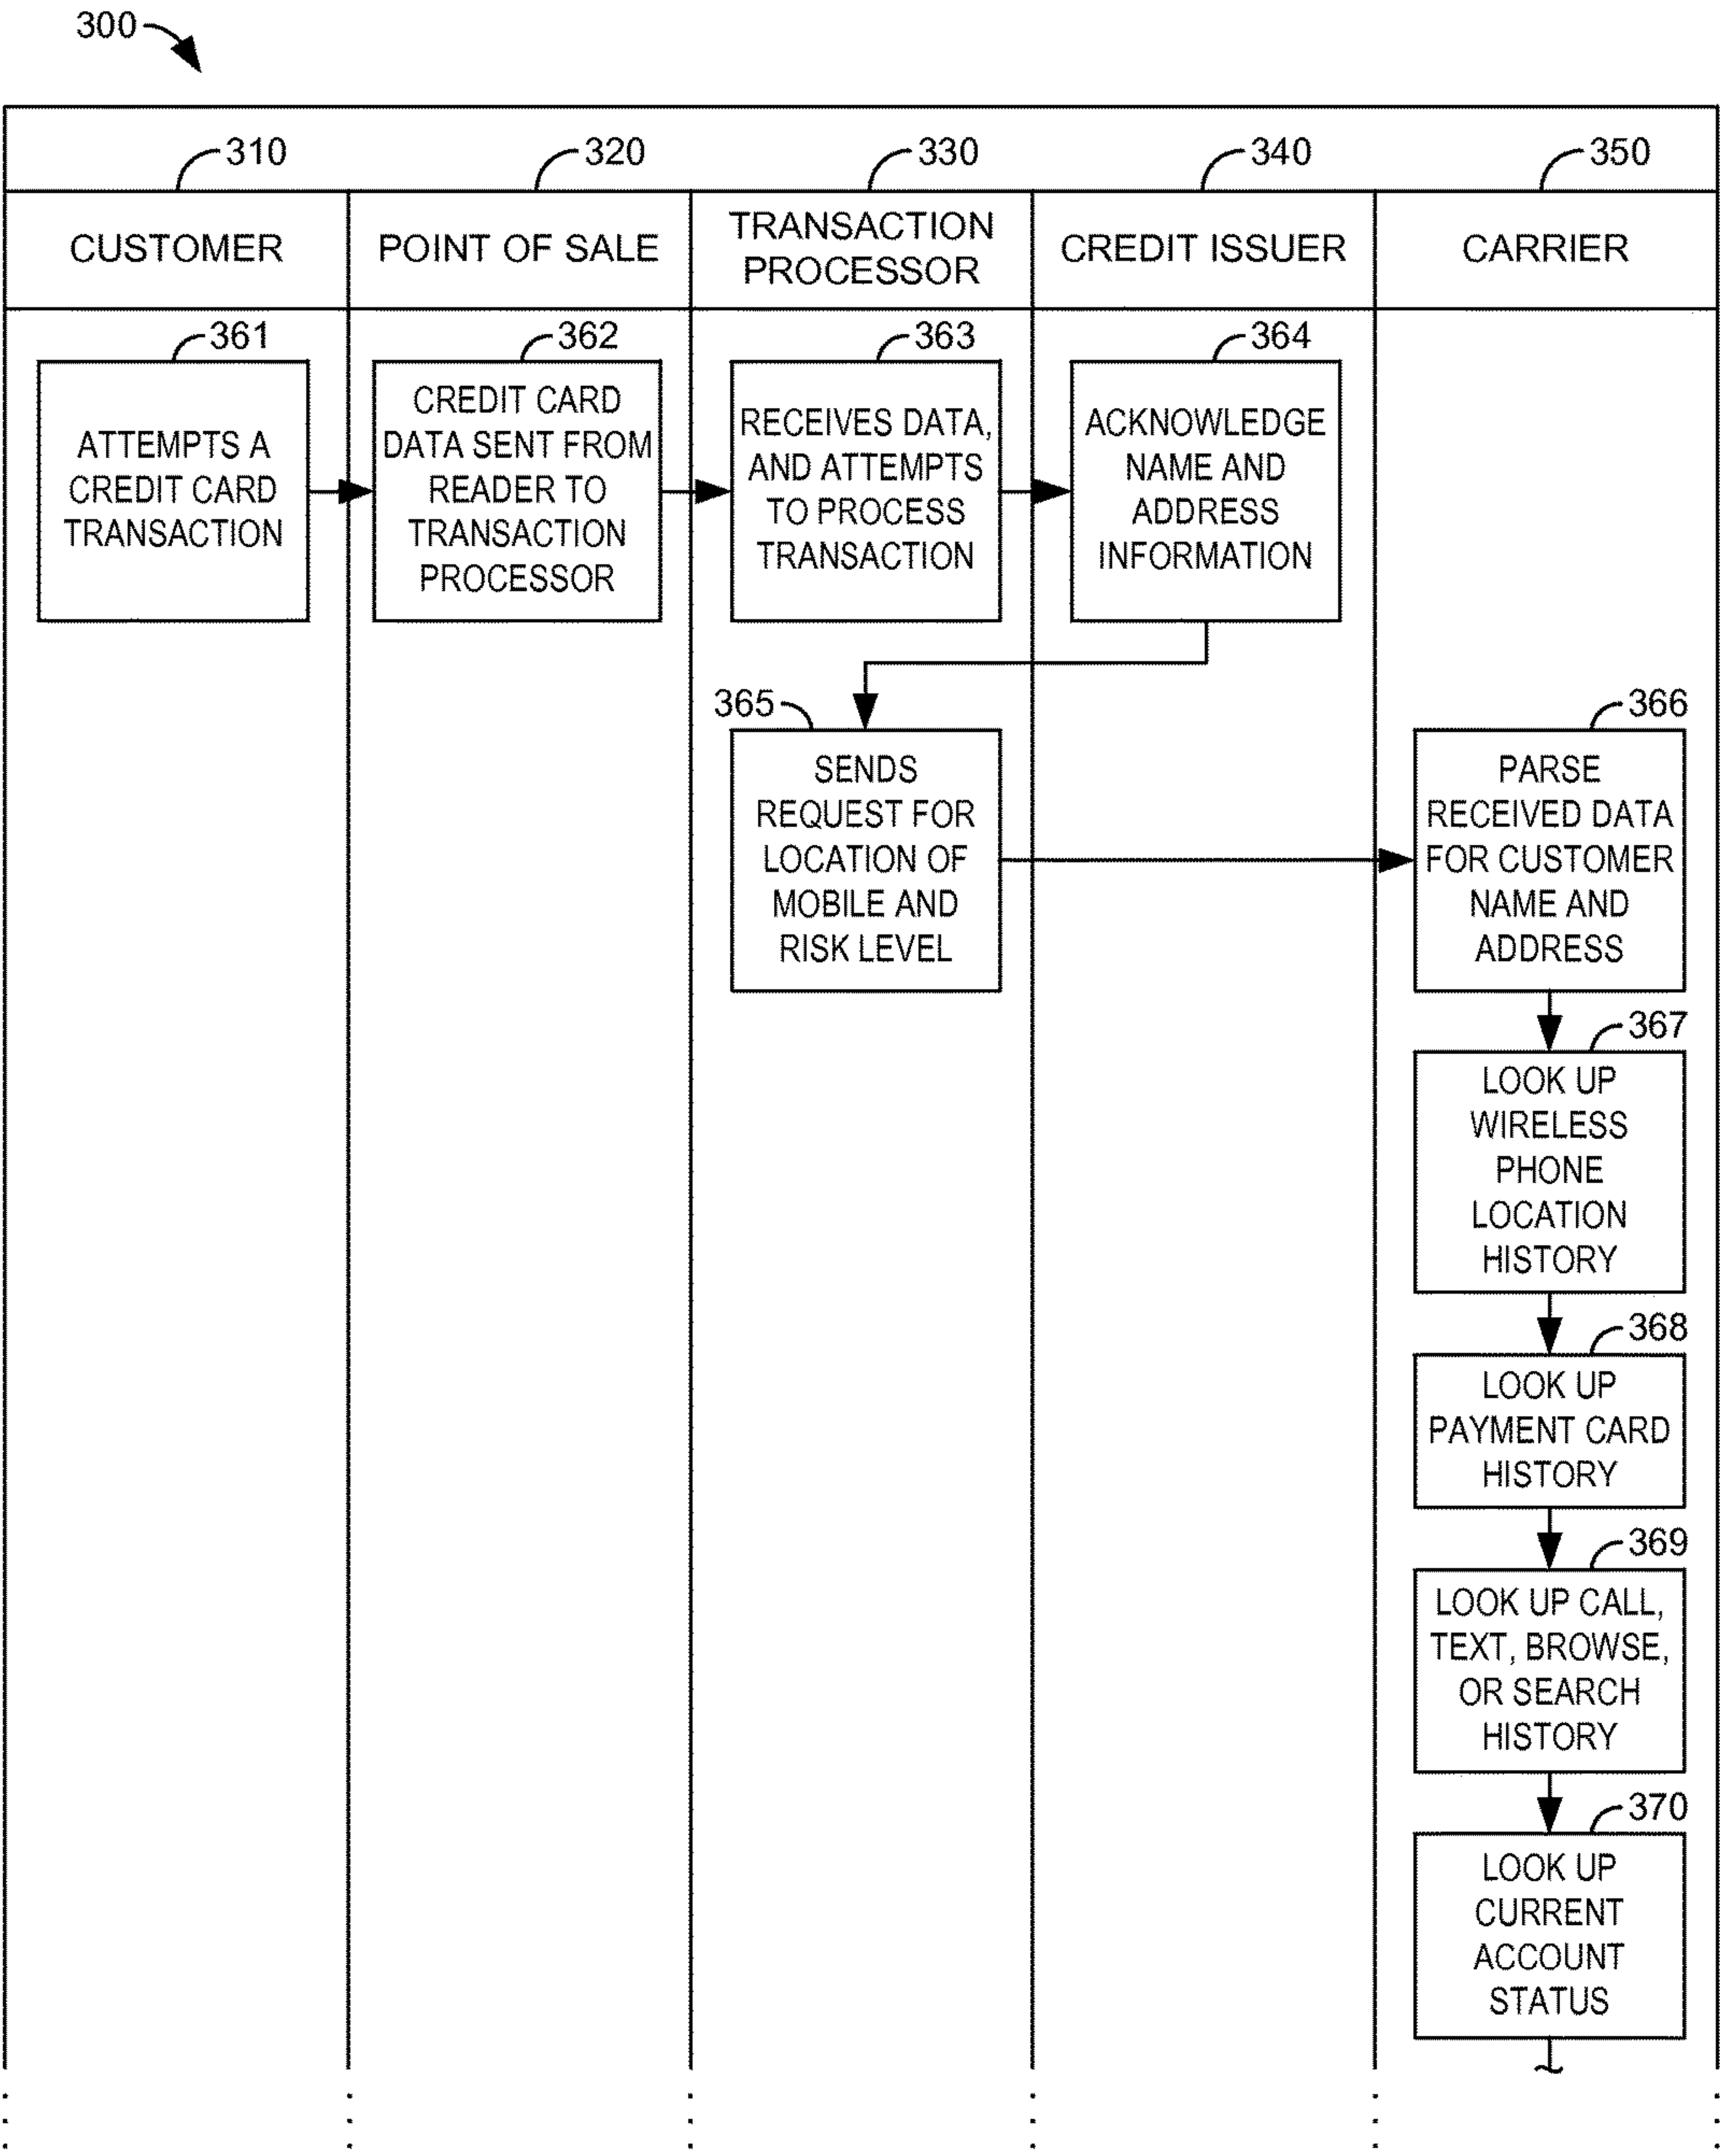 300
310
320
330
340
350
CUSTOMER
POINT OF SALE
TRANSACTION
PROCESSOR
CREDIT ISSUER
CARRIER
361
ATTEMPTS A
CREDIT CARD
TRANSACTION
362
CREDIT CARD
DATA SENT FROM
READER TO
TRANSACTION
PROCESSOR
363
RECEIVES DATA,
AND ATTEMPTS
TO PROCESS
TRANSACTION
364
ACKNOWLEDGE
NAME AND
ADDRESS
INFORMATION
365
SENDS
REQUEST FOR
LOCATION OF
MOBILE AND
RISK LEVEL
366
PARSE
RECEIVED DATA
FOR CUSTOMER
NAME AND
ADDRESS
367
LOOK UP
WIRELESS
PHONE
LOCATION
HISTORY
368
LOOK UP
PAYMENT CARD
HISTORY
369
LOOK UP CALL,
TEXT, BROWSE,
OR SEARCH
HISTORY
370
LOOK UP
CURRENT
ACCOUNT
STATUS